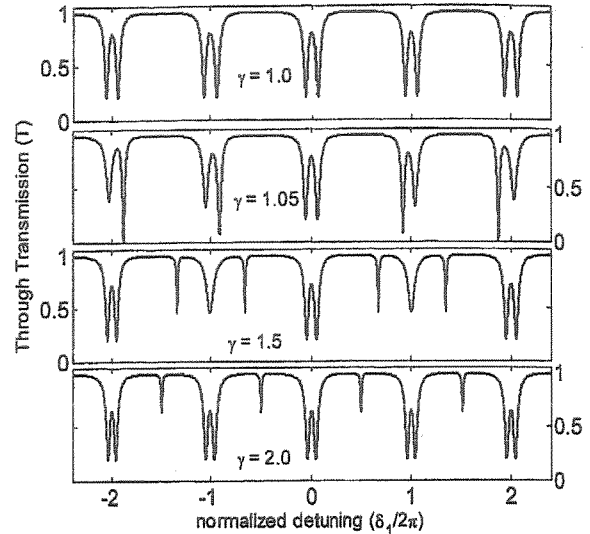 Through Transmission (T)
1
0.5
0
γ = 1.0
1
0.5
0
γ = 1.05
1
0.5
0
γ = 1.5
1
0.5
0
γ = 2.0
-2 -1 0 1 2
normalized detuning (δ₁/2π)